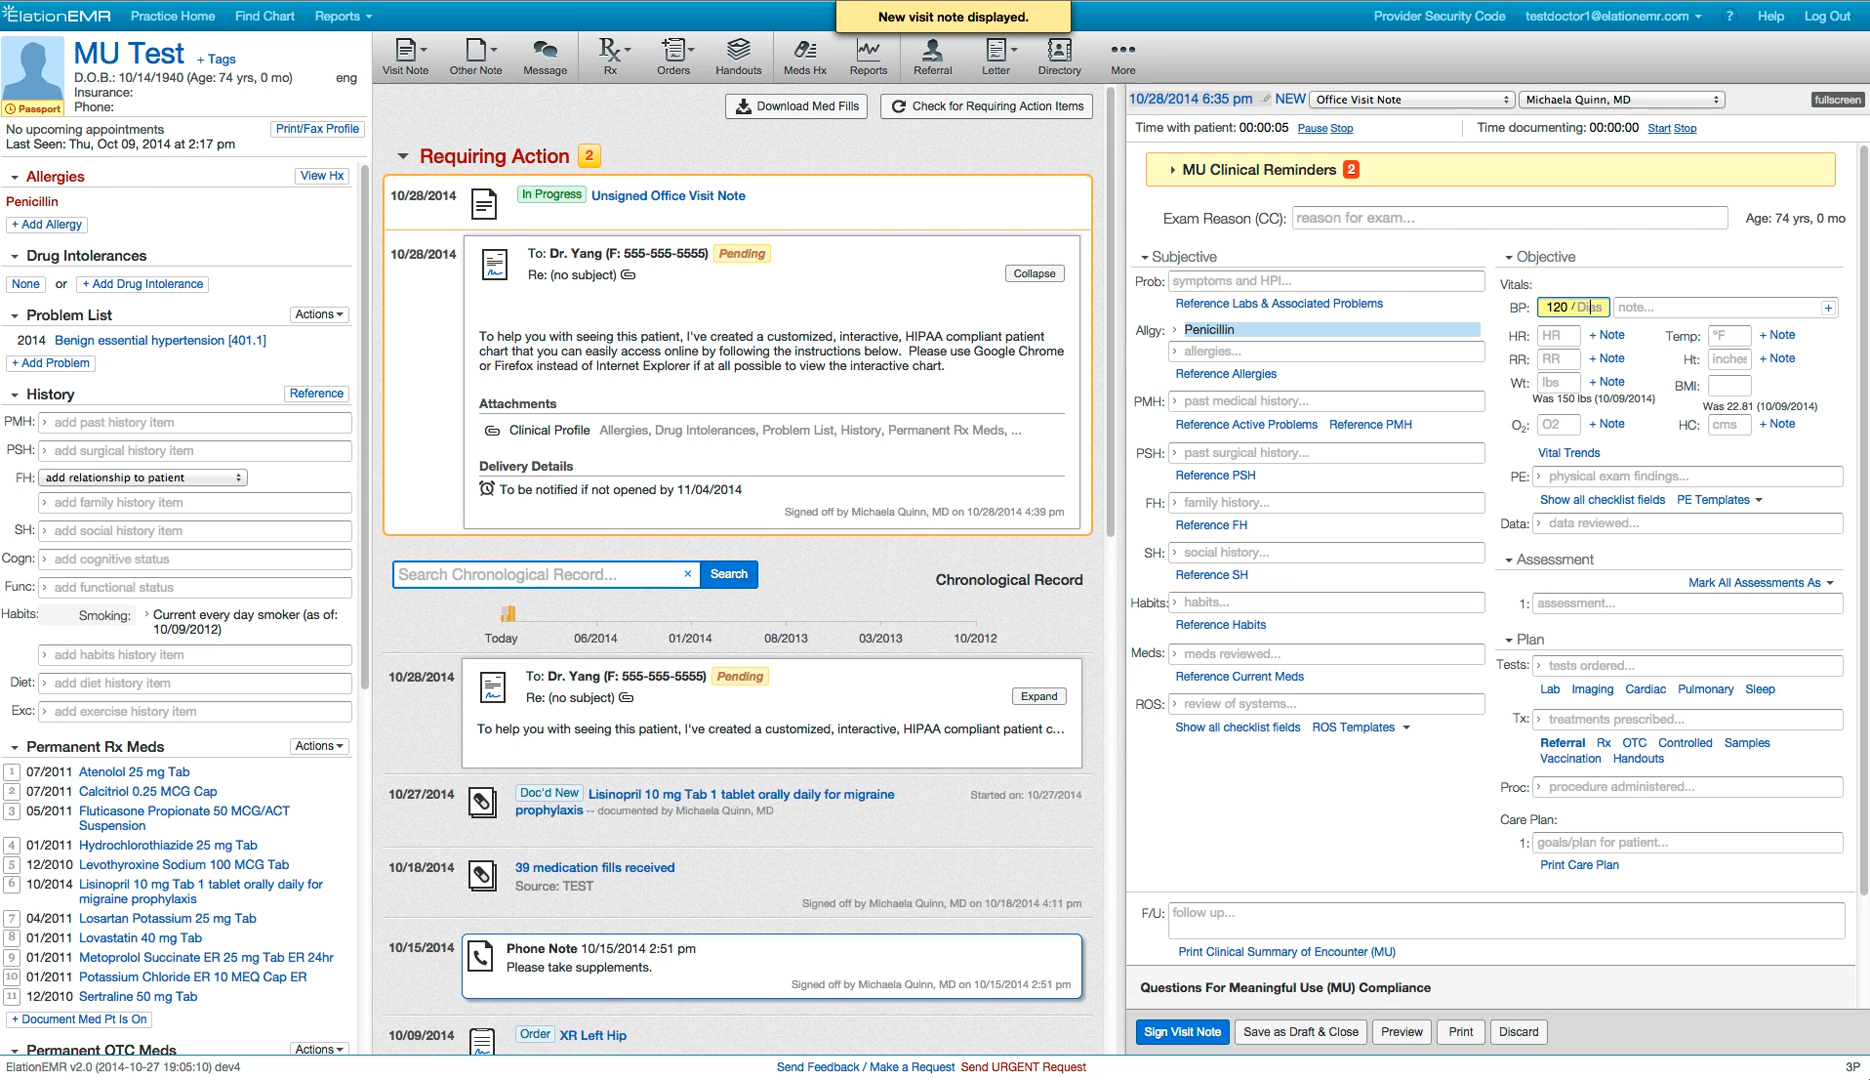 ElationEMR Practice Home Find Chart Reports
New visit note displayed.
Provider Security Code testdoctor1@elationemr.com ? Help Log Out
MU Test + Tags
D.O.B.: 10/14/1940 (Age: 74 yrs, 0 mo) eng
Insurance:
Phone:
Passport
No upcoming appointments
Last Seen: Thu, Oct 09, 2014 at 2:17 pm
Print/Fax Profile
Allergies View Hx
Penicillin
+ Add Allergy
Drug Intolerances
None or + Add Drug Intolerance
Problem List Actions
2014 Benign essential hypertension [401.1]
+ Add Problem
History Reference
PMH: add past history item
PSH: add surgical history item
FH: add relationship to patient
add family history item
SH: add social history item
Cogn: add cognitive status
Func: add functional status
Habits: Smoking: Current every day smoker (as of:
10/09/2012)
add habits history item
Diet: add diet history item
Exc: add exercise history item
Permanent Rx Meds Actions
1 07/2011 Atenolol 25 mg Tab
2 07/2011 Calcitriol 0.25 MCG Cap
3 05/2011 Fluticasone Propionate 50 MCG/ACT
Suspension
4 01/2011 Hydrochlorothiazide 25 mg Tab
5 12/2010 Levothyroxine Sodium 100 MCG Tab
6 10/2014 Lisinopril 10 mg Tab 1 tablet orally daily for
migraine prophylaxis
7 04/2011 Losartan Potassium 25 mg Tab
8 01/2011 Lovastatin 40 mg Tab
9 01/2011 Metoprolol Succinate ER 25 mg Tab ER 24hr
10 01/2011 Potassium Chloride ER 10 MEQ Cap ER
11 12/2010 Sertraline 50 mg Tab
+ Document Med Pt Is On
Permanent OTC Meds Actions
Visit Note Other Note Message Rx Orders Handouts Meds Hx Reports Referral Letter Directory More
Download Med Fills Check for Requiring Action Items
Requiring Action 2
10/28/2014 In Progress Unsigned Office Visit Note
10/28/2014 To: Dr. Yang (F: 555-555-5555) Pending
Re: (no subject) Collapse
To help you with seeing this patient, I've created a customized, interactive, HIPAA compliant patient
chart that you can easily access online by following the instructions below. Please use Google Chrome
or Firefox instead of Internet Explorer if at all possible to view the interactive chart.
Attachments
Clinical Profile Allergies, Drug Intolerances, Problem List, History, Permanent Rx Meds, ...
Delivery Details
To be notified if not opened by 11/04/2014
Signed off by Michaela Quinn, MD on 10/28/2014 4:39 pm
Search Chronological Record... × Search Chronological Record
Today 06/2014 01/2014 08/2013 03/2013 10/2012
10/28/2014 To: Dr. Yang (F: 555-555-5555) Pending
Re: (no subject) Expand
To help you with seeing this patient, I've created a customized, interactive, HIPAA compliant patient c...
10/27/2014 Doc'd New Lisinopril 10 mg Tab 1 tablet orally daily for migraine Started on: 10/27/2014
prophylaxis -- documented by Michaela Quinn, MD
10/18/2014 39 medication fills received
Source: TEST
Signed off by Michaela Quinn, MD on 10/18/2014 4:11 pm
10/15/2014 Phone Note 10/15/2014 2:51 pm
Please take supplements.
Signed off by Michaela Quinn, MD on 10/15/2014 2:51 pm
10/09/2014 Order XR Left Hip
10/28/2014 6:35 pm NEW Office Visit Note Michaela Quinn, MD fullscreen
Time with patient: 00:00:05 Pause Stop Time documenting: 00:00:00 Start Stop
MU Clinical Reminders 2
Exam Reason (CC): reason for exam... Age: 74 yrs, 0 mo
Subjective
Prob: symptoms and HPI...
Reference Labs & Associated Problems
Allgy: Penicillin
allergies...
Reference Allergies
PMH: past medical history...
Reference Active Problems Reference PMH
PSH: past surgical history...
Reference PSH
FH: family history...
Reference FH
SH: social history...
Reference SH
Habits: habits...
Reference Habits
Meds: meds reviewed...
Reference Current Meds
ROS: review of systems...
Show all checklist fields ROS Templates
Objective
Vitals:
BP: 120 / Dias note... +
HR: HR + Note Temp: °F + Note
RR: RR + Note Ht: inches + Note
Wt: lbs + Note BMI:
Was 150 lbs (10/09/2014) Was 22.81 (10/09/2014)
O2: O2 + Note HC: cms + Note
Vital Trends
PE: physical exam findings...
Show all checklist fields PE Templates
Data: data reviewed...
Assessment
Mark All Assessments As
1: assessment...
Plan
Tests: tests ordered...
Lab Imaging Cardiac Pulmonary Sleep
Tx: treatments prescribed...
Referral Rx OTC Controlled Samples
Vaccination Handouts
Proc: procedure administered...
Care Plan:
1: goals/plan for patient...
Print Care Plan
F/U: follow up...
Print Clinical Summary of Encounter (MU)
Questions For Meaningful Use (MU) Compliance
Sign Visit Note Save as Draft & Close Preview Print Discard
ElationEMR v2.0 (2014-10-27 19:05:10) dev4 Send Feedback / Make a Request Send URGENT Request 3P